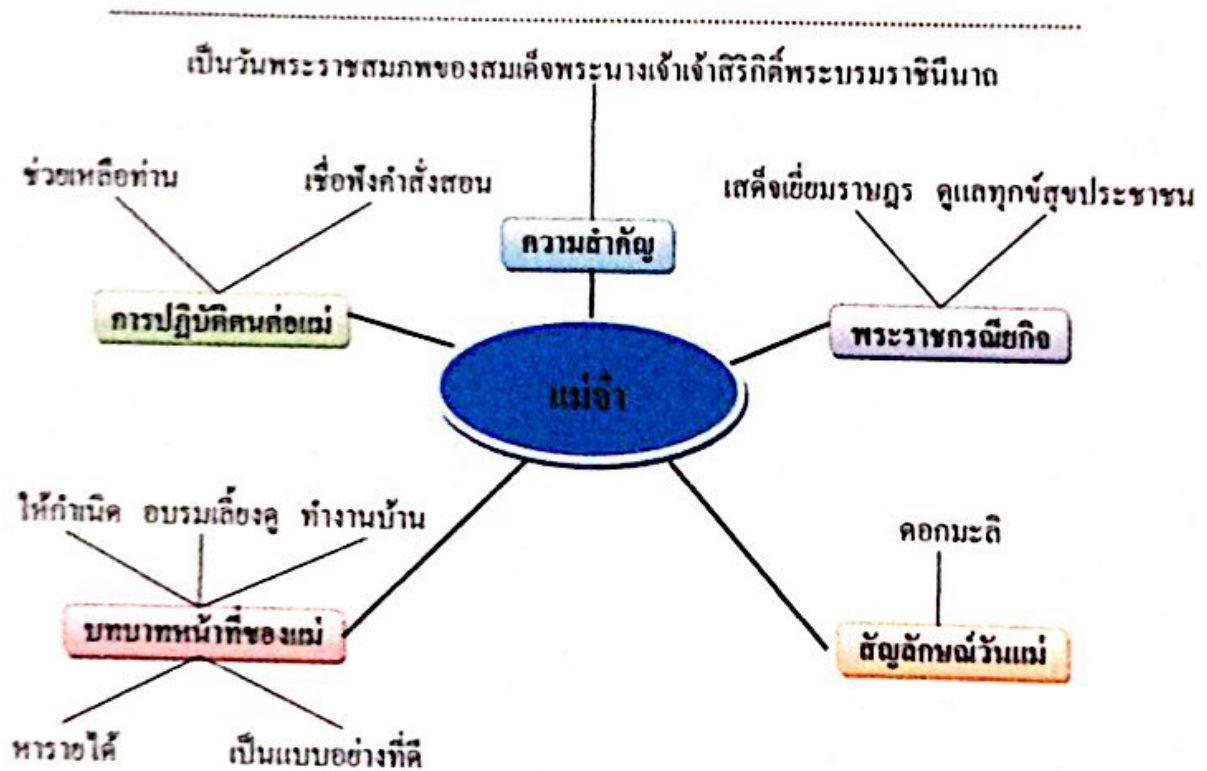 เป็นวันพระราชสมภพของสมเด็จพระนางเจ้าเจ้าสิริกิติ์พระบรมราชินีนาถ
ช่วยเหลือท่าน เชื่อฟังคำสั่งสอน
เสด็จเยี่ยมราษฎร ดูแลทุกข์สุขประชาชน
ความสำคัญ
การปฏิบัติตนต่อแม่
พระราชกรณียกิจ
แม่จ๋า
ให้กำเนิด อบรมเลี้ยงดู ทำงานบ้าน
ดอกมะลิ
บทบาทหน้าที่ของแม่
สัญลักษณ์วันแม่
หารายได้ เป็นแบบอย่างที่ดี